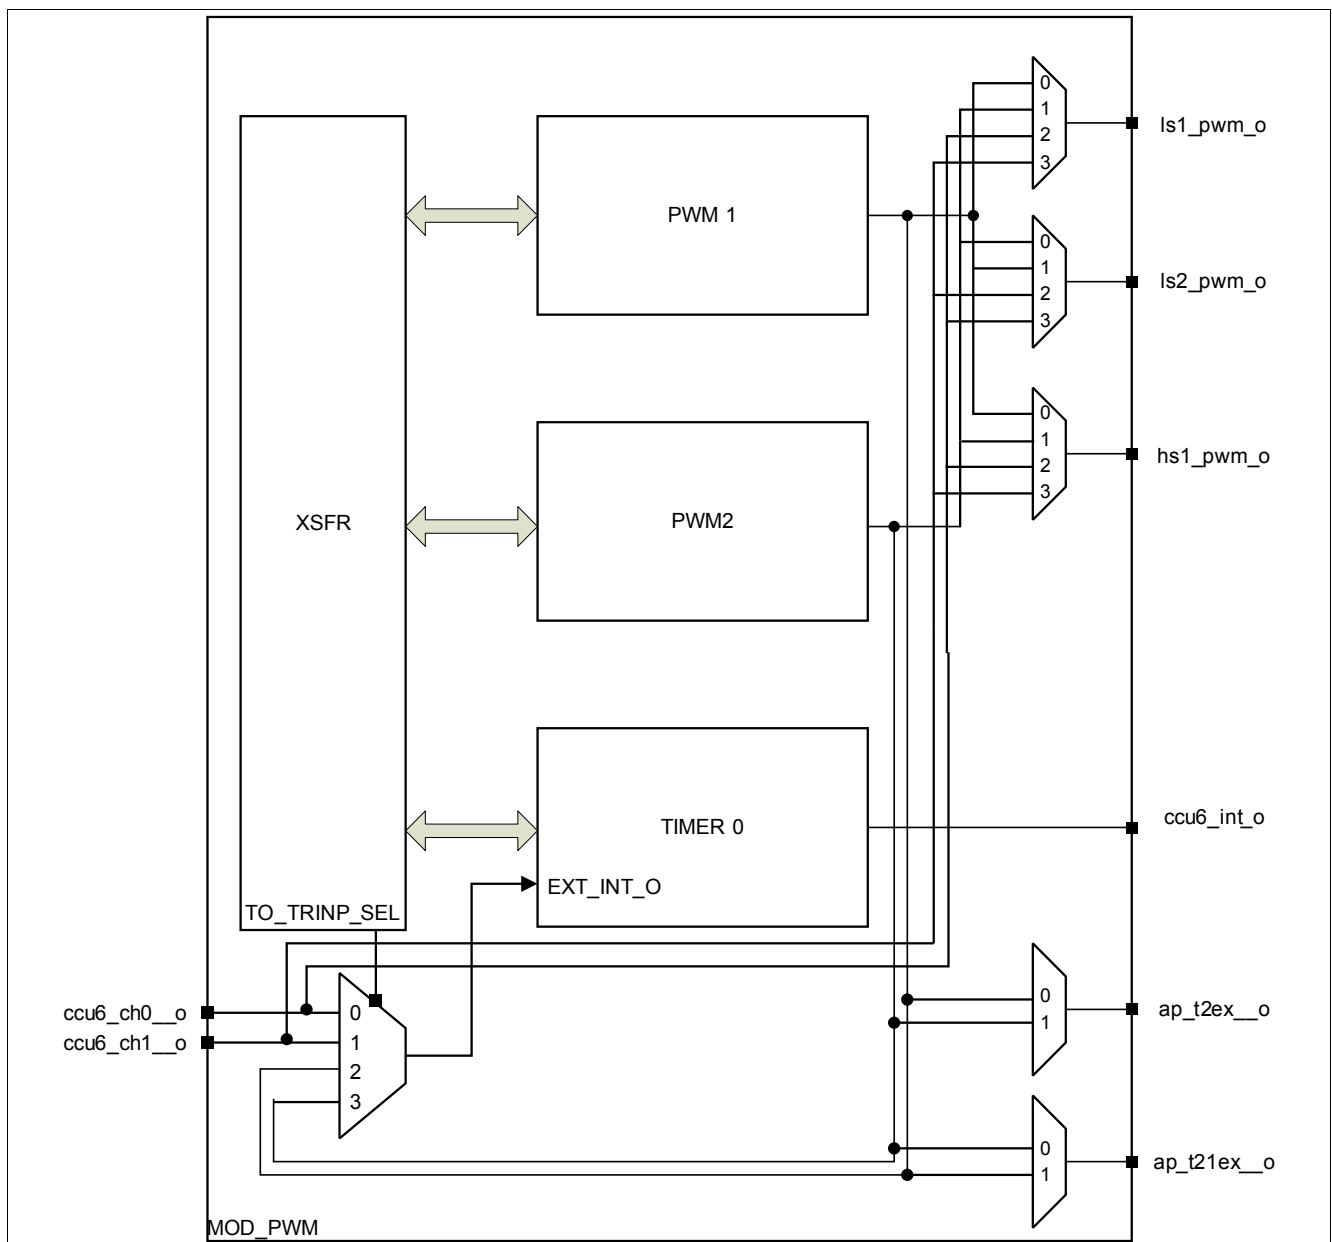 0
1
2
3
ls1_pwm_o
PWM 1
0
1
2
3
ls2_pwm_o
0
1
2
3
hs1_pwm_o
XSFR
PWM2
TIMER 0
ccu6_int_o
EXT_INT_O
TO_TRINP_SEL
ccu6_ch0__o
ccu6_ch1__o
0
1
2
3
0
1
ap_t2ex__o
0
1
ap_t21ex__o
MOD_PWM